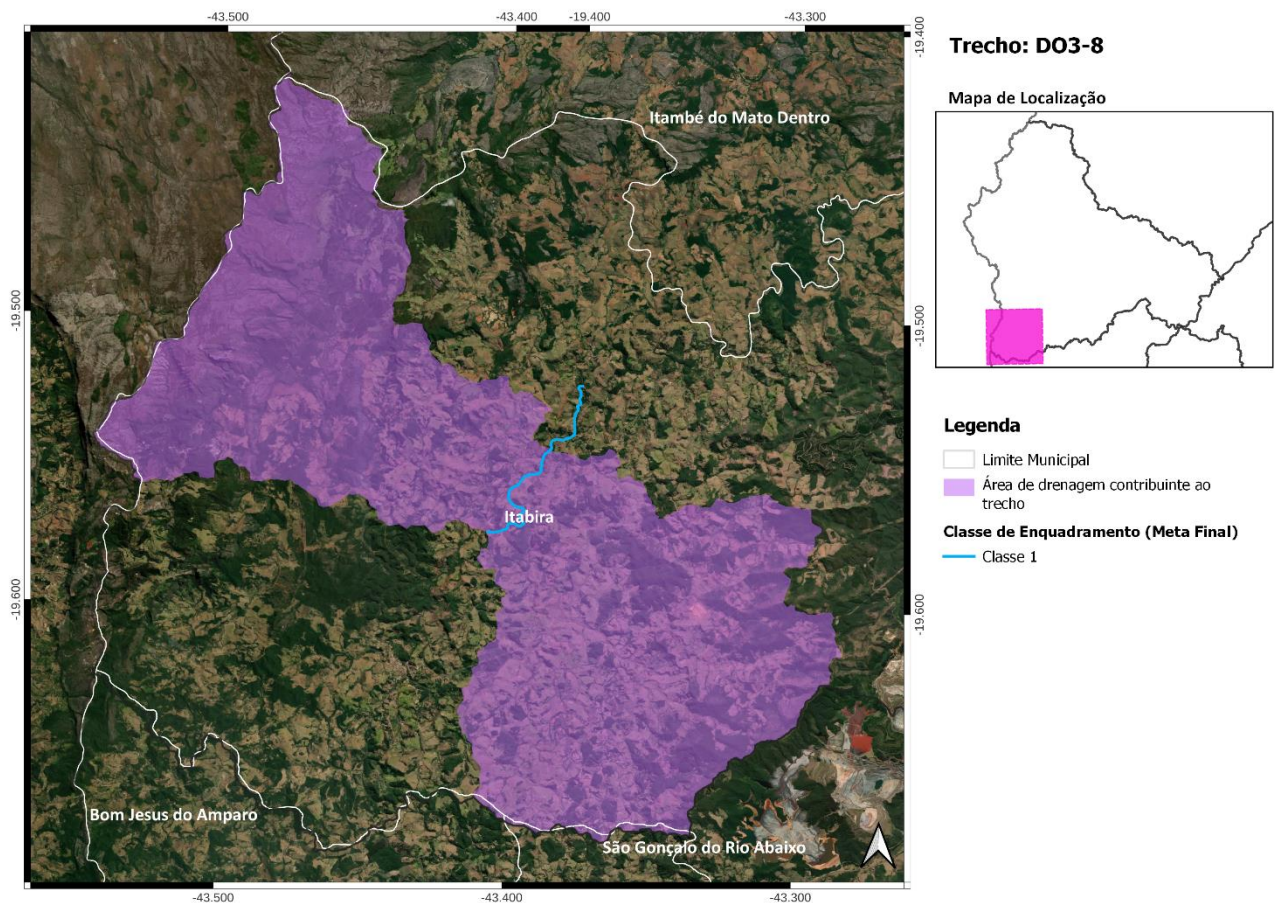 -43.500
-43.400
-19.400
-43.300
-19.400
Trecho: DO3-8
Mapa de Localização
Itambé do Mato Dentro
-19.500
-19.500
Legenda
Limite Municipal
Área de drenagem contribuinte ao
trecho
Classe de Enquadramento (Meta Final)
Classe 1
Itabira
-19.600
-19.600
Bom Jesus do Amparo
São Gonçalo do Rio Abaixo
-43.500
-43.400
-43.300